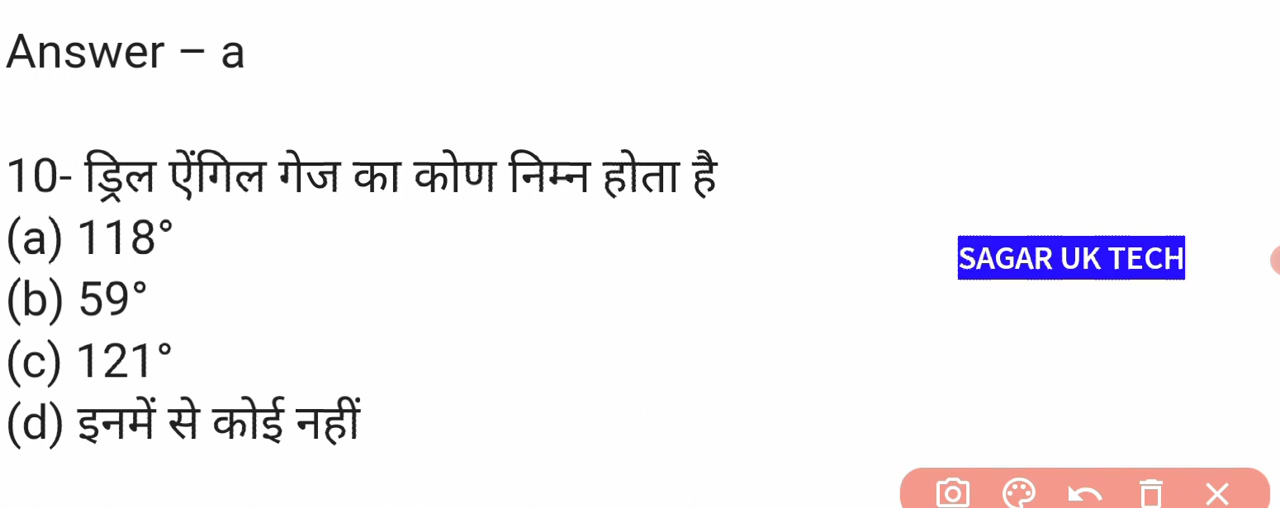 Answer – a
10- ड्रिल ऐंगिल गेज का कोण निम्न होता है
(a) 118°
SAGAR UK TECH
(b) 59°
(c) 121°
(d) इनमें से कोई नहीं